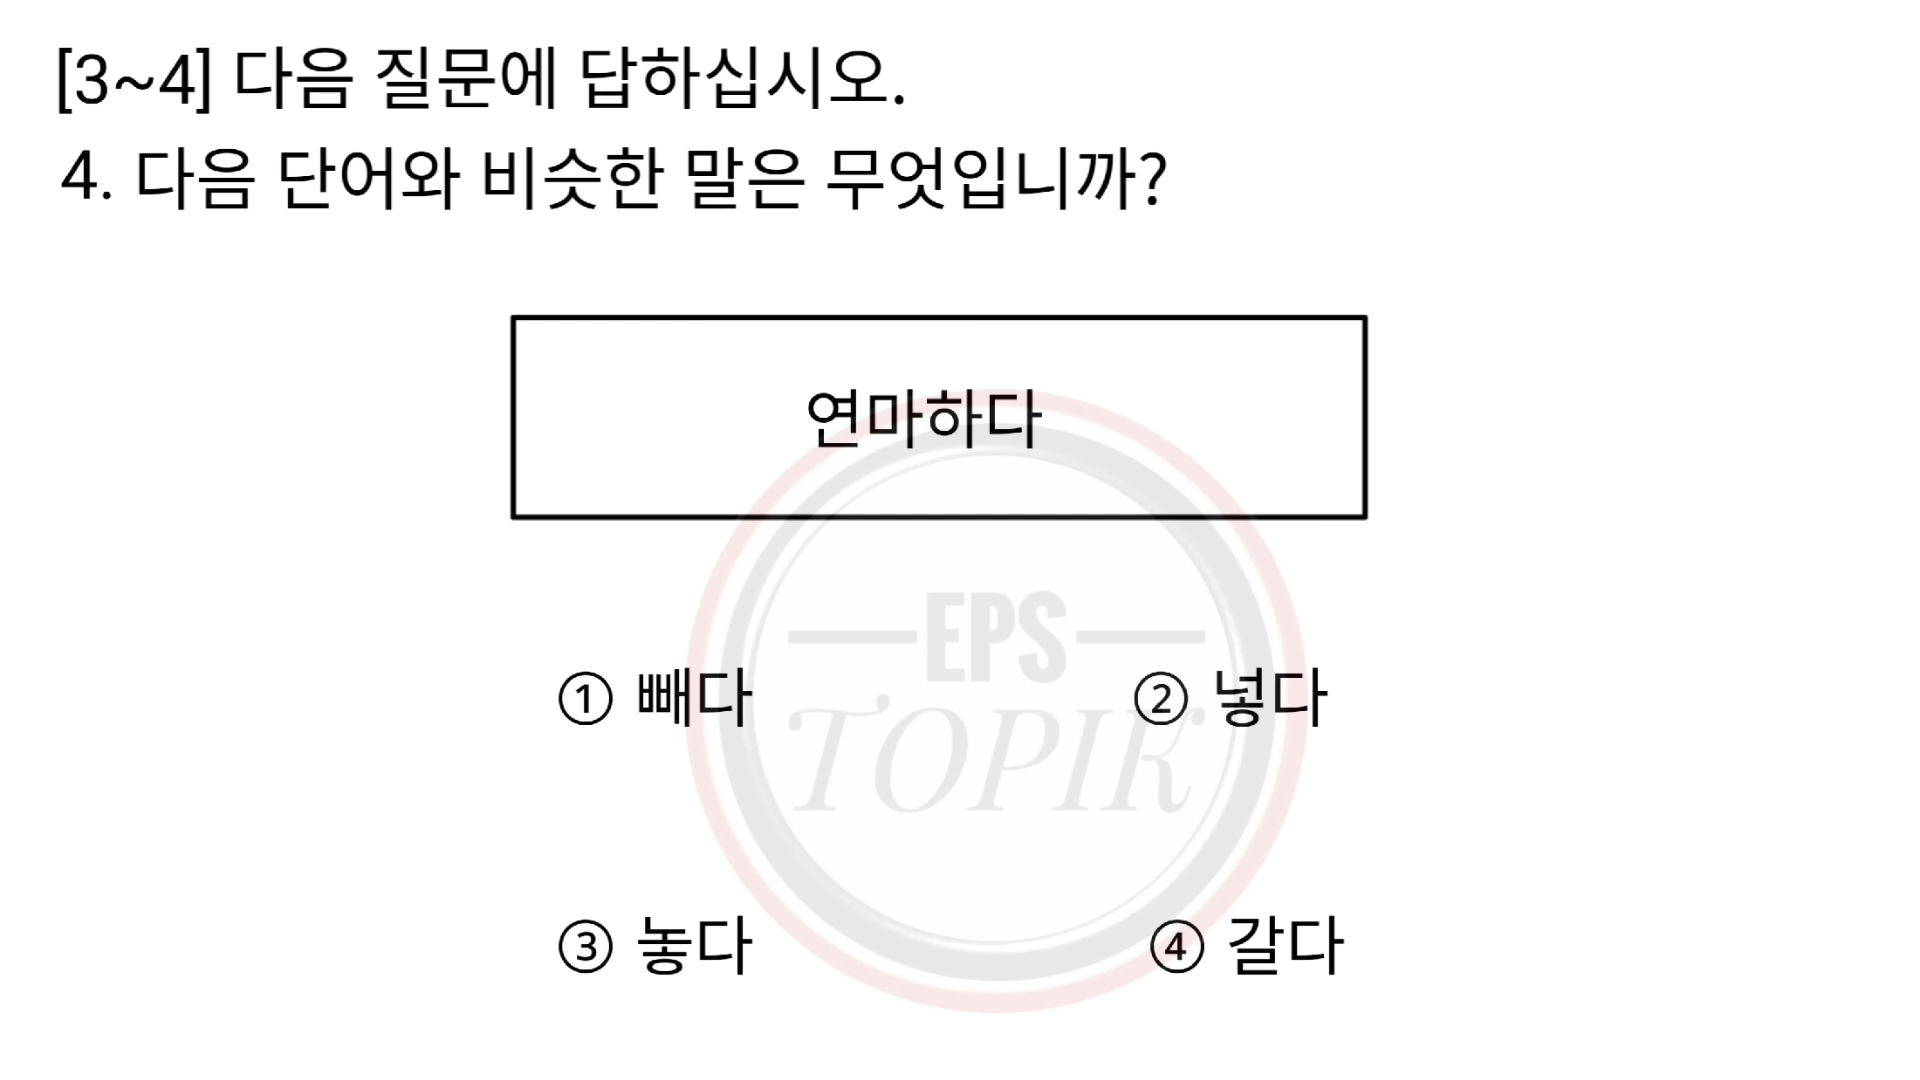 [3~4] 다음 질문에 답하십시오.
4. 다음 단어와 비슷한 말은 무엇입니까?
연마하다
EPS
TOPIK
① 빼다 ② 넣다
③ 놓다 ④ 갈다